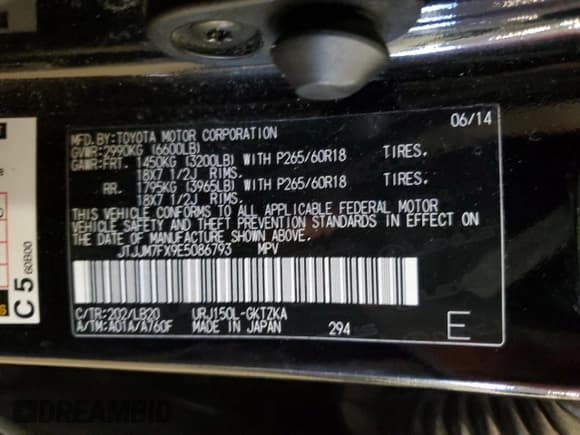 06/14
MFD.BY:TOYOTA MOTOR CORPORATION
GVWR:2990KG (6600LB)
GAWR:FRT. 1450KG (3200LB) WITH P265/60R18 TIRES.
18X7 1/2J RIMS.
RR. 1795KG (3965LB) WITH P265/60R18 TIRES.
18X7 1/2J RIMS.
THIS VEHICLE CONFORMS TO ALL APPLICABLE FEDERAL MOTOR
VEHICLE SAFETY AND THEFT PREVENTION STANDARDS IN EFFECT ON
THE DATE OF MANUFACTURE SHOWN ABOVE.
JTJJM7FX9E5086793 MPV
C/TR:202/LB20 URJ150L-GKTZKA
A/TM:A01A/A760F MADE IN JAPAN 294
E
C5 60B00
DREAMBID